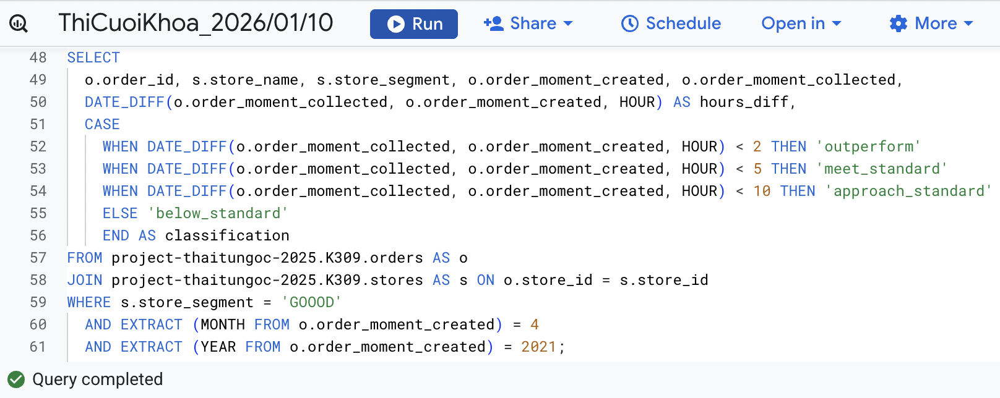 ThiCuoiKhoa_2026/01/10 Run Share Schedule Open in More
48 SELECT
49 o.order_id, s.store_name, s.store_segment, o.order_moment_created, o.order_moment_collected,
50 DATE_DIFF(o.order_moment_collected, o.order_moment_created, HOUR) AS hours_diff,
51 CASE
52 WHEN DATE_DIFF(o.order_moment_collected, o.order_moment_created, HOUR) < 2 THEN 'outperform'
53 WHEN DATE_DIFF(o.order_moment_collected, o.order_moment_created, HOUR) < 5 THEN 'meet_standard'
54 WHEN DATE_DIFF(o.order_moment_collected, o.order_moment_created, HOUR) < 10 THEN 'approach_standard'
55 ELSE 'below_standard'
56 END AS classification
57 FROM project-thaitungoc-2025.K309.orders AS o
58 JOIN project-thaitungoc-2025.K309.stores AS s ON o.store_id = s.store_id
59 WHERE s.store_segment = 'GOOOD'
60 AND EXTRACT (MONTH FROM o.order_moment_created) = 4
61 AND EXTRACT (YEAR FROM o.order_moment_created) = 2021;
Query completed